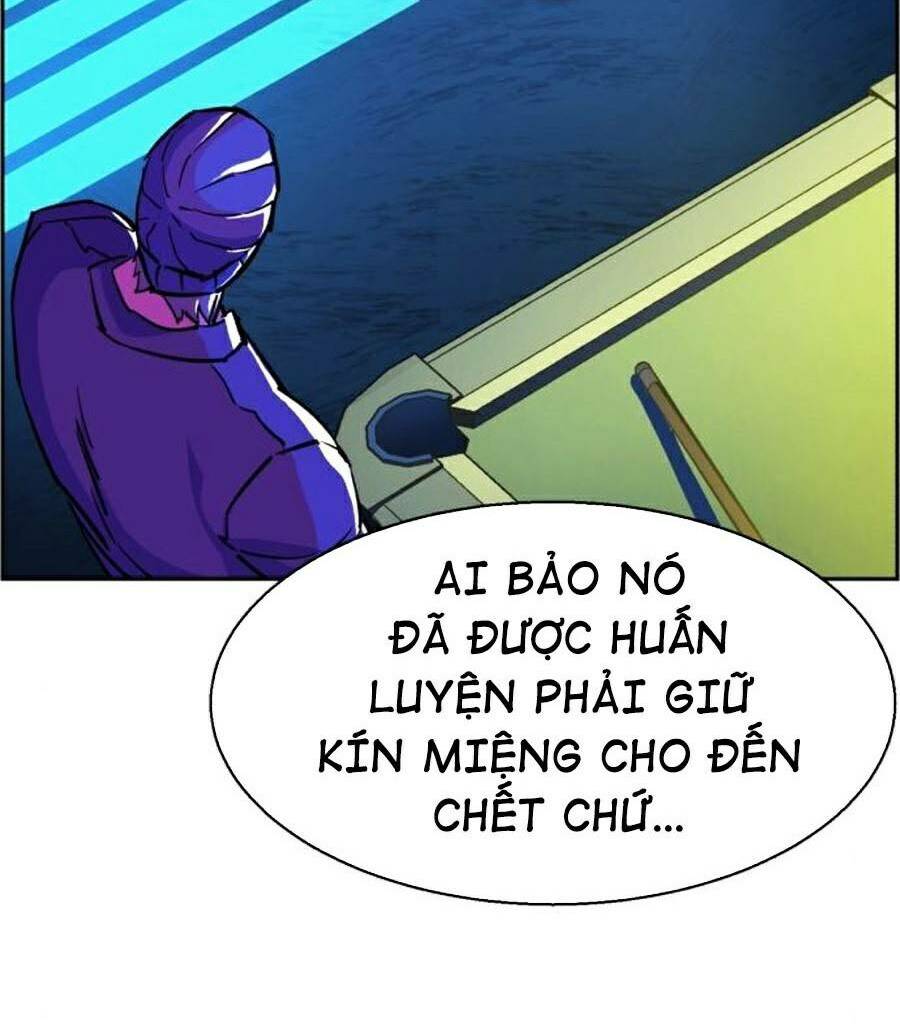 AI BẢO NÓ
ĐÃ ĐƯỢC HUẤN
LUYỆN PHẢI GIỮ
KÍN MIỆNG CHO ĐẾN
CHẾT CHỨ...